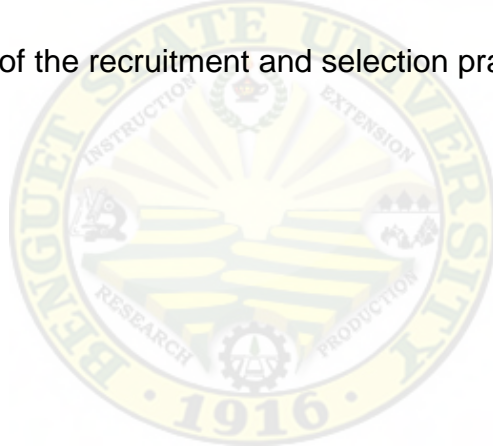 of the recruitment and selection pra
BENGUET STATE UNIVERSITY
INSTRUCTION
EXTENSION
RESEARCH
PRODUCTION
1916